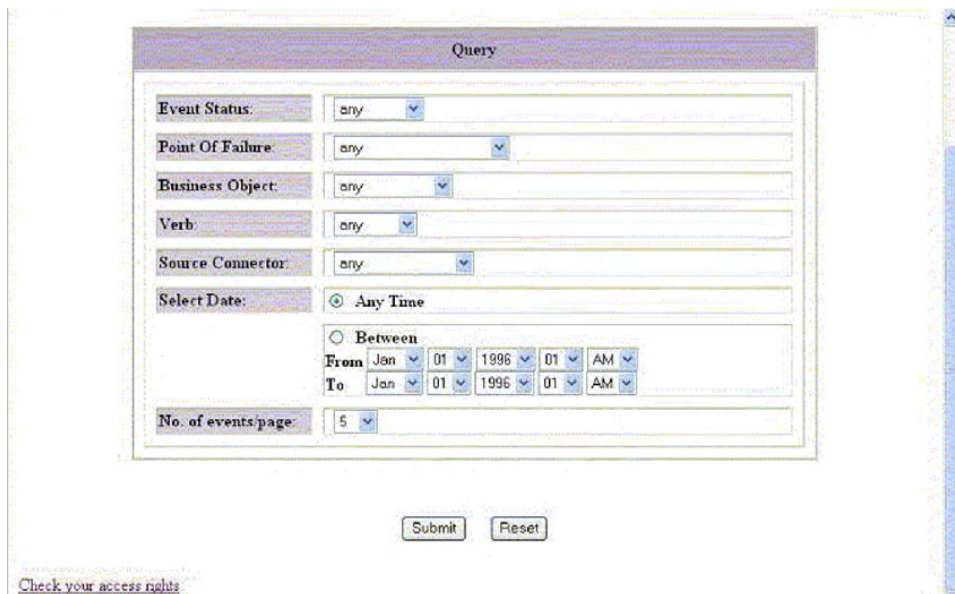 Query
Event Status: any
Point Of Failure: any
Business Object: any
Verb: any
Source Connector: any
Select Date: Any Time
Between
From Jan 01 1996 01 AM
To Jan 01 1996 01 AM
No. of events/page: 5
Submit Reset
Check your access rights